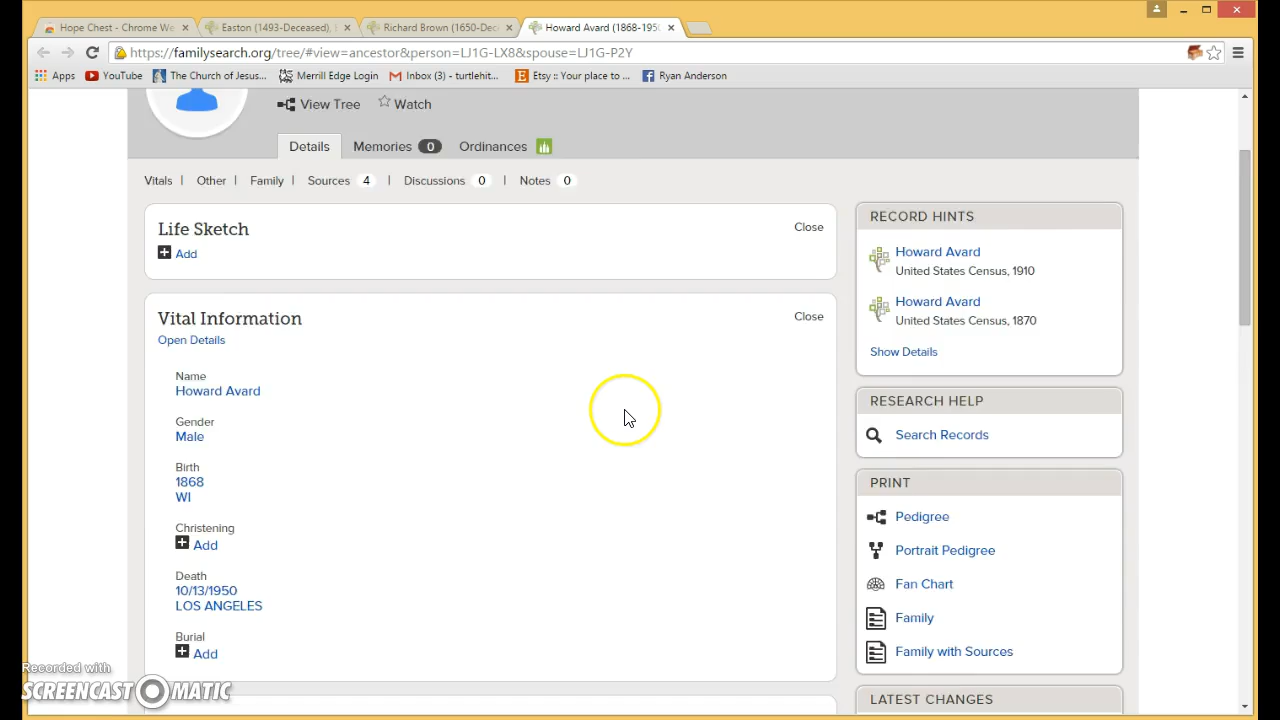 Hope Chest - Chrome We
Easton (1493-Deceased),
Richard Brown (1650-Dec
Howard Avard (1868-195
https://familysearch.org/tree/#view=ancestor&person=LJ1G-LX8&spouse=LJ1G-P2Y
Apps YouTube The Church of Jesus... Merrill Edge Login Inbox (3) - turtlehit... Etsy :: Your place to ... Ryan Anderson
View Tree Watch
Details Memories 0 Ordinances
Vitals | Other | Family | Sources 4 | Discussions 0 | Notes 0
Life Sketch Close
Add
Vital Information Close
Open Details
Name
Howard Avard
Gender
Male
Birth
1868
WI
Christening
Add
Death
10/13/1950
LOS ANGELES
Burial
Add
RECORD HINTS
Howard Avard
United States Census, 1910
Howard Avard
United States Census, 1870
Show Details
RESEARCH HELP
Search Records
PRINT
Pedigree
Portrait Pedigree
Fan Chart
Family
Family with Sources
LATEST CHANGES
Recorded with
SCREENCAST MATIC